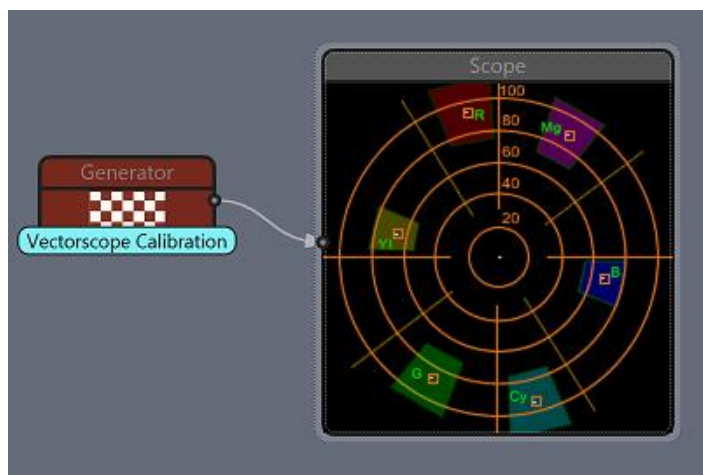 Scope
100
R
Mg
80
60
Generator
40
20
Vectorscope Calibration
Yl
B
G
Cy